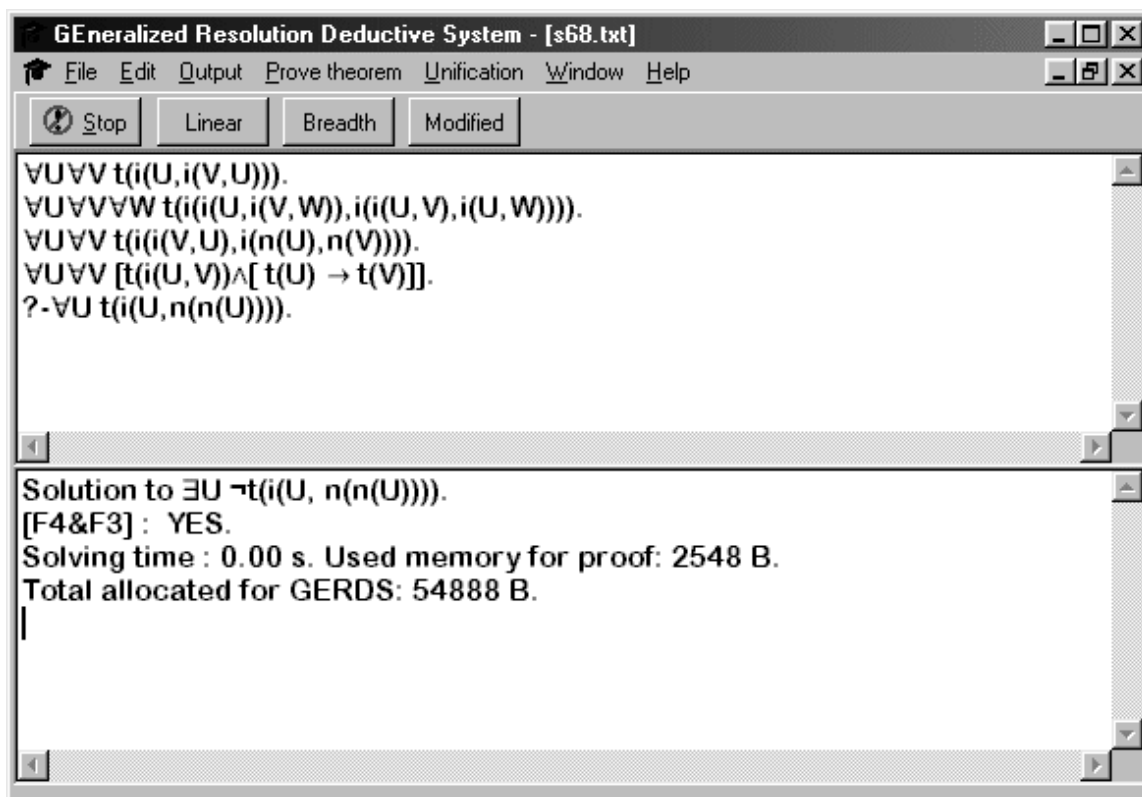 GEneralized Resolution Deductive System - [s68.txt]
File Edit Output Prove theorem Unification Window Help
Stop Linear Breadth Modified
∀U∀V t(i(U,i(V,U))).
∀U∀V∀W t(i(i(U,i(V,W)),i(i(U,V),i(U,W)))).
∀U∀V t(i(i(V,U),i(n(U),n(V)))).
∀U∀V [t(i(U,V))∧[ t(U) → t(V)]].
?-∀U t(i(U,n(n(U)))).
Solution to ∃U ¬t(i(U, n(n(U)))).
[F4&F3] : YES.
Solving time : 0.00 s. Used memory for proof: 2548 B.
Total allocated for GERDS: 54888 B.